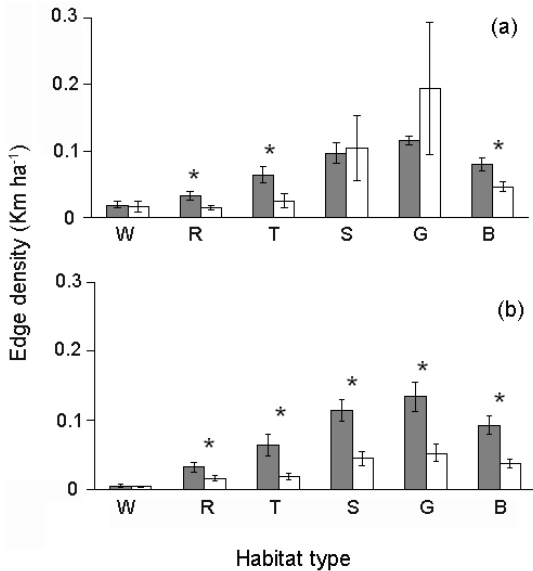 (a)
0.3
0.2
0.1
0
* * *
W R T S G B
Edge density (Km ha⁻¹)
(b)
0.3
0.2
0.1
0
* * * * *
W R T S G B
Habitat type